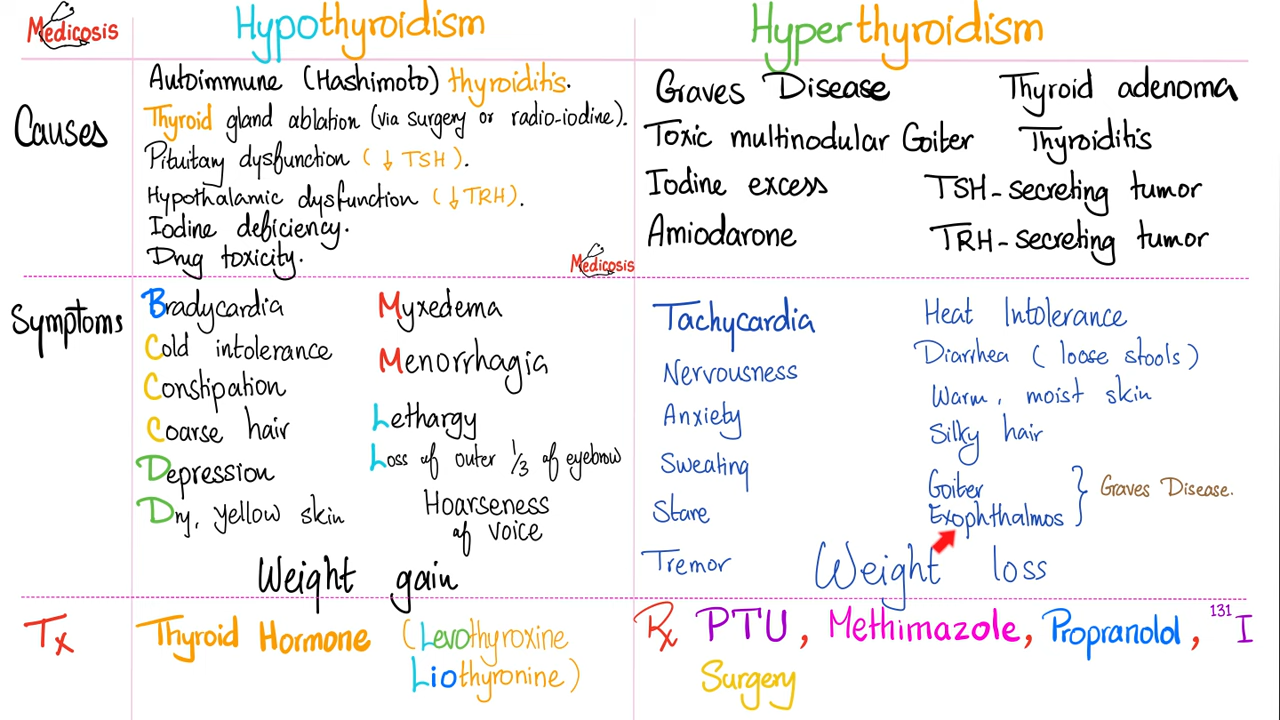 Medicosis
Hypothyroidism
Hyperthyroidism
Causes
Autoimmune (Hashimoto) thyroiditis.
Thyroid gland ablation (via surgery or radio-iodine).
Pituitary dysfunction (↓ TSH).
Hypothalamic dysfunction (↓TRH).
Iodine deficiency.
Drug toxicity.
Medicosis
Graves Disease
Toxic multinodular Goiter
Iodine excess
Amiodarone
Thyroid adenoma
Thyroiditis
TSH-secreting tumor
TRH-secreting tumor
Symptoms
Bradycardia
Cold intolerance
Constipation
Coarse hair
Depression
Dry, yellow skin
Myxedema
Menorrhagia
Lethargy
Loss of outer 1/3 of eyebrow
Hoarseness
of voice
Weight gain
Tachycardia
Nervousness
Anxiety
Sweating
Stare
Tremor
Heat Intolerance
Diarrhea (loose stools)
Warm, moist skin
Silky hair
Goiter
Exophthalmos
} Graves Disease.
Weight loss
Tx
Thyroid Hormone (Levothyroxine
Liothyronine)
Rx PTU, Methimazole, Propranolol, 131 I
Surgery